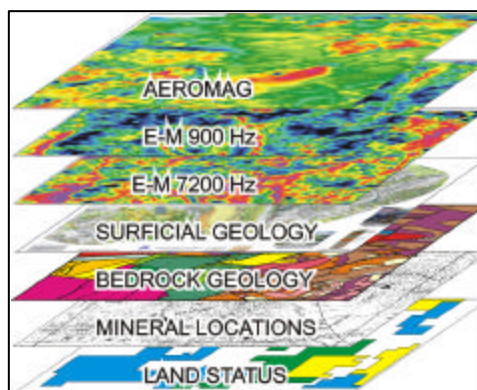 AEROMAG
E-M 900 Hz
E-M 7200 Hz
SURFICIAL GEOLOGY
BEDROCK GEOLOGY
MINERAL LOCATIONS
LAND STATUS